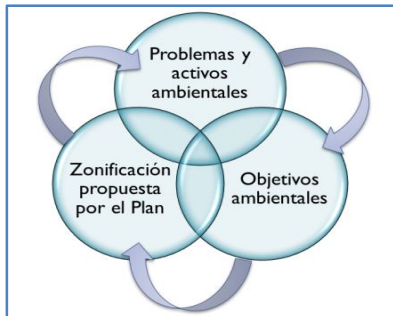 Problemas y
activos
ambientales
Zonificación
propuesta
por el Plan
Objetivos
ambientales